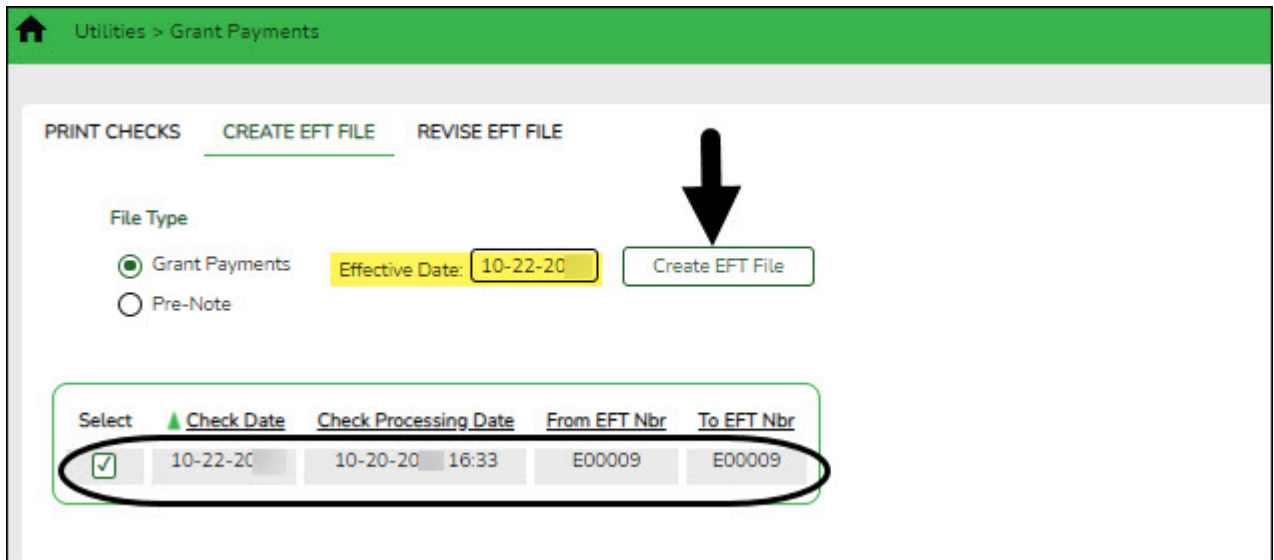 Utilities > Grant Payments
PRINT CHECKS CREATE EFT FILE REVISE EFT FILE
File Type
Grant Payments Effective Date: 10-22-20 Create EFT File
Pre-Note
Select Check Date Check Processing Date From EFT Nbr To EFT Nbr
10-22-20 10-20-20 16:33 E00009 E00009